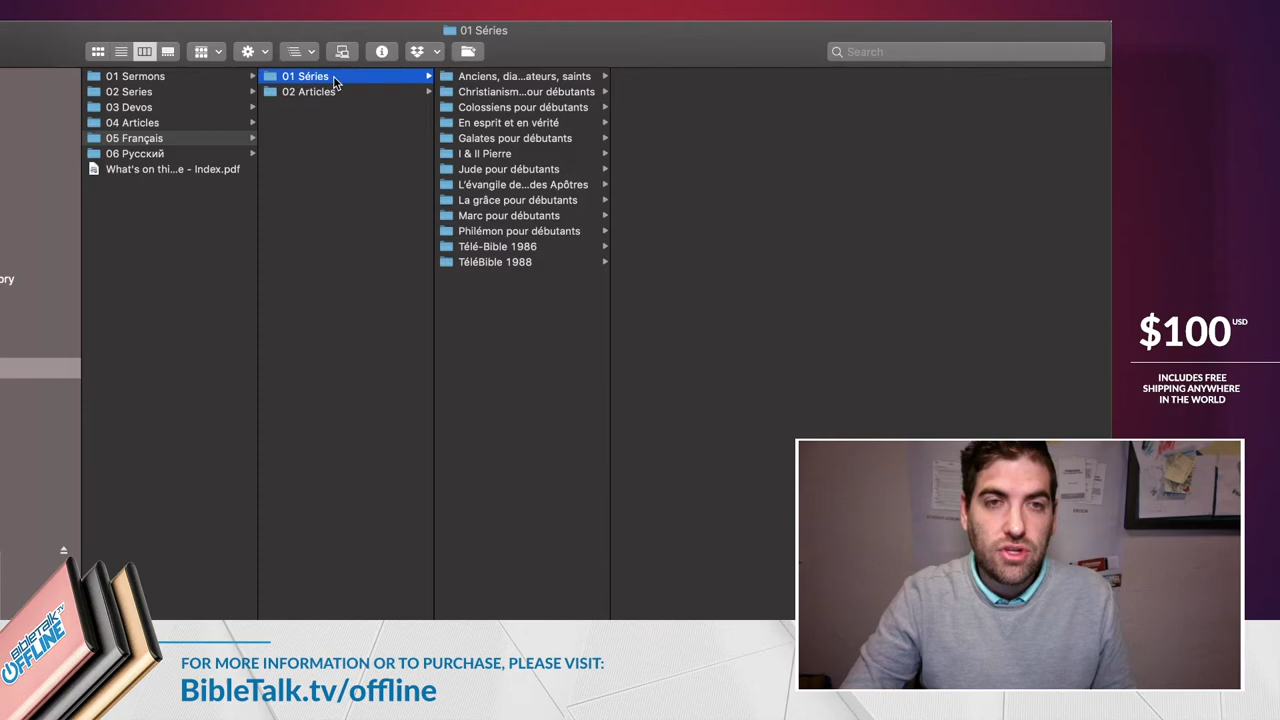 01 Séries
Search
01 Sermons
02 Series
03 Devos
04 Articles
05 Français
06 Русский
What's on thi...e - Index.pdf
01 Séries
02 Articles
Anciens, dia...ateurs, saints
Christianism...our débutants
Colossiens pour débutants
En esprit et en vérité
Galates pour débutants
I & II Pierre
Jude pour débutants
L'évangile de...des Apôtres
La grâce pour débutants
Marc pour débutants
Philémon pour débutants
Télé-Bible 1986
TéléBible 1988
ory
$100 USD
INCLUDES FREE
SHIPPING ANYWHERE
IN THE WORLD
BibleTalk.tv
OFFLINE
FOR MORE INFORMATION OR TO PURCHASE, PLEASE VISIT:
BibleTalk.tv/offline